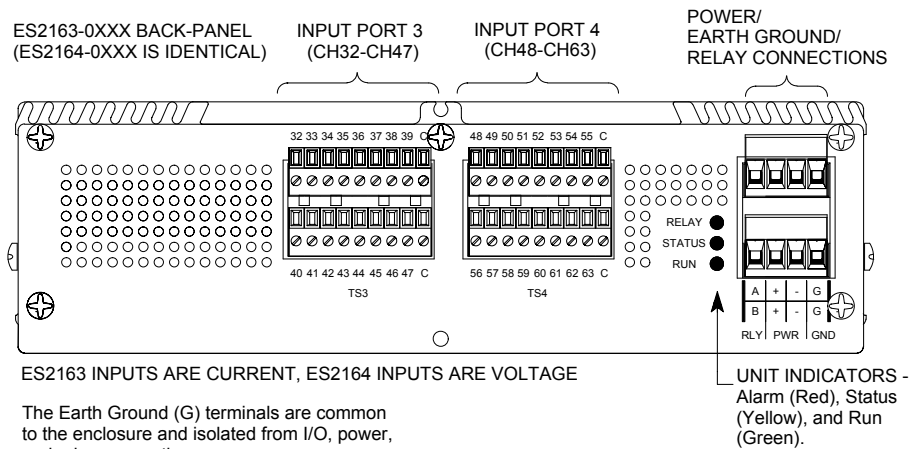 ES2163-0XXX BACK-PANEL
(ES2164-0XXX IS IDENTICAL)
INPUT PORT 3
(CH32-CH47)
INPUT PORT 4
(CH48-CH63)
POWER/
EARTH GROUND/
RELAY CONNECTIONS
32 33 34 35 36 37 38 39 C
48 49 50 51 52 53 54 55 C
RELAY
STATUS
RUN
40 41 42 43 44 45 46 47 C
TS3
56 57 58 59 60 61 62 63 C
TS4
A + - G
B + - G
RLY PWR GND
ES2163 INPUTS ARE CURRENT, ES2164 INPUTS ARE VOLTAGE
UNIT INDICATORS -
Alarm (Red), Status
(Yellow), and Run
(Green).
The Earth Ground (G) terminals are common
to the enclosure and isolated from I/O, power,